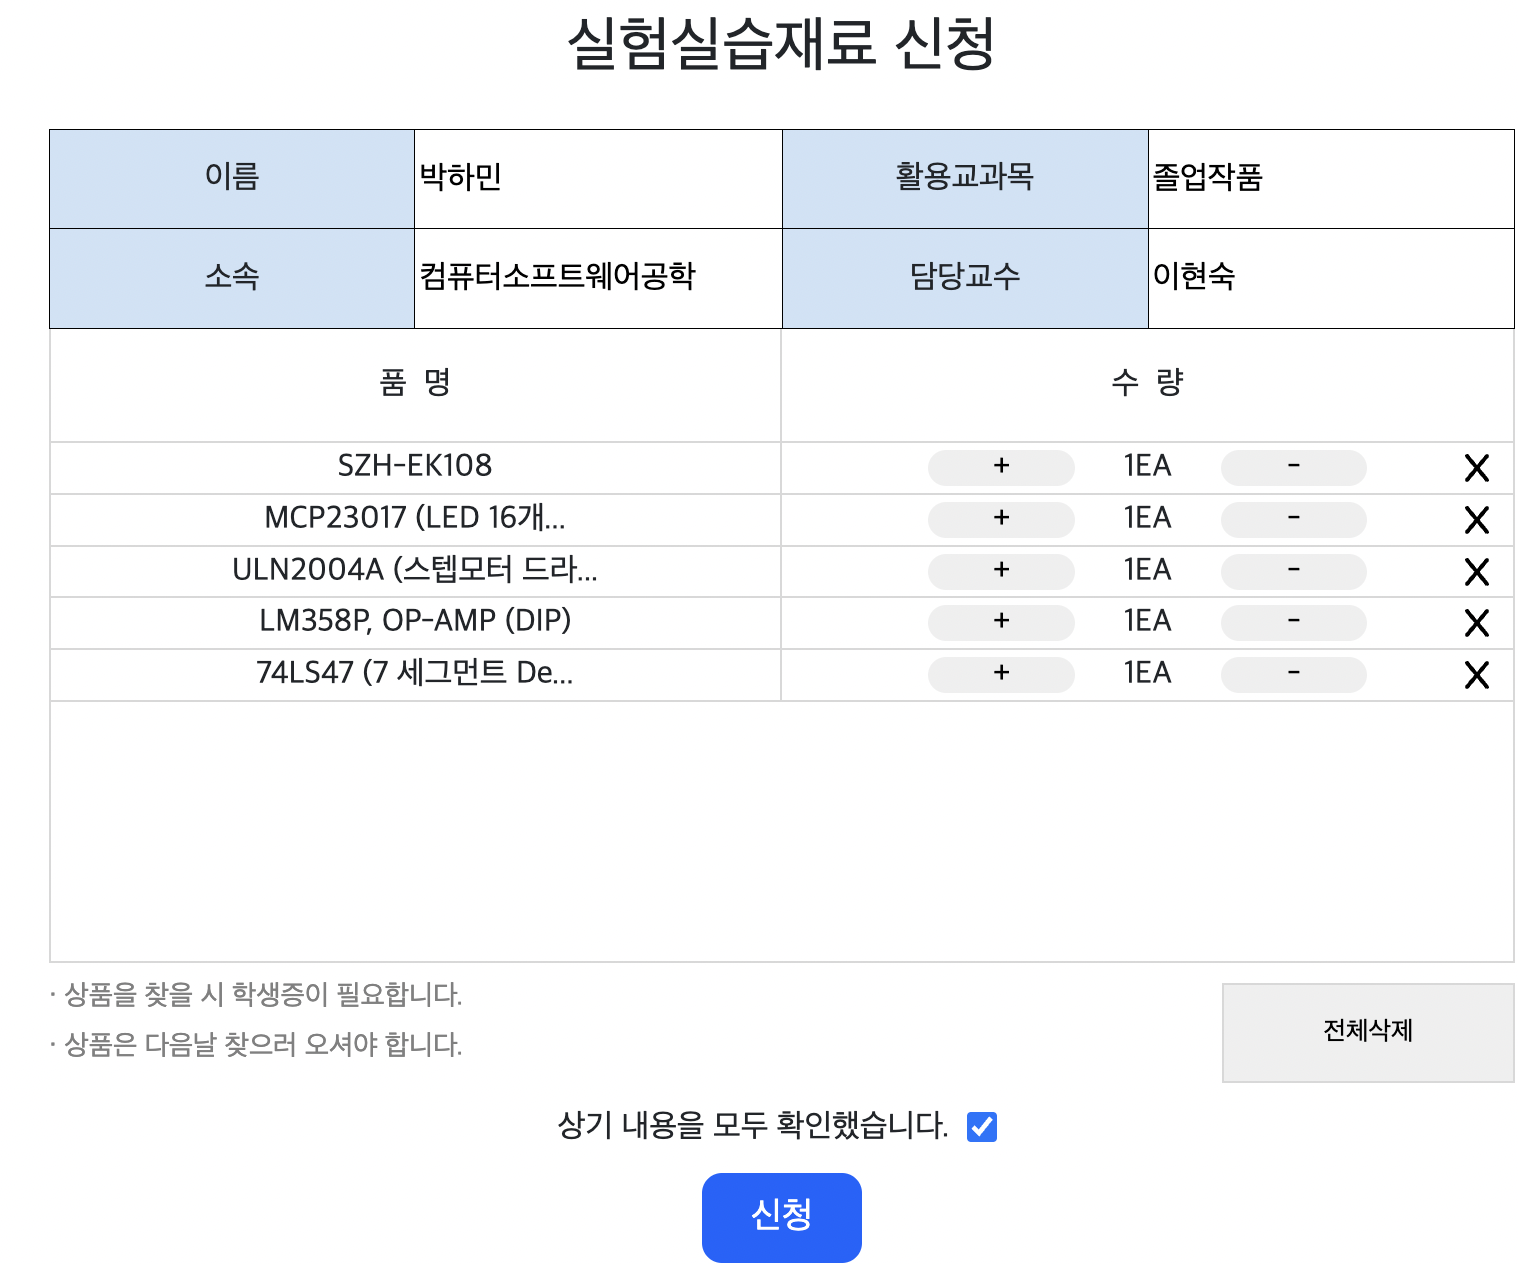 실험실습재료 신청
이름 박하민 활용교과목 졸업작품
소속 컴퓨터소프트웨어공학 담당교수 이현숙
품 명 수 량
SZH-EK108 + 1EA - X
MCP23017 (LED 16개... + 1EA - X
ULN2004A (스텝모터 드라... + 1EA - X
LM358P, OP-AMP (DIP) + 1EA - X
74LS47 (7 세그먼트 De... + 1EA - X
· 상품을 찾을 시 학생증이 필요합니다.
· 상품은 다음날 찾으러 오셔야 합니다.
전체삭제
상기 내용을 모두 확인했습니다.
신청